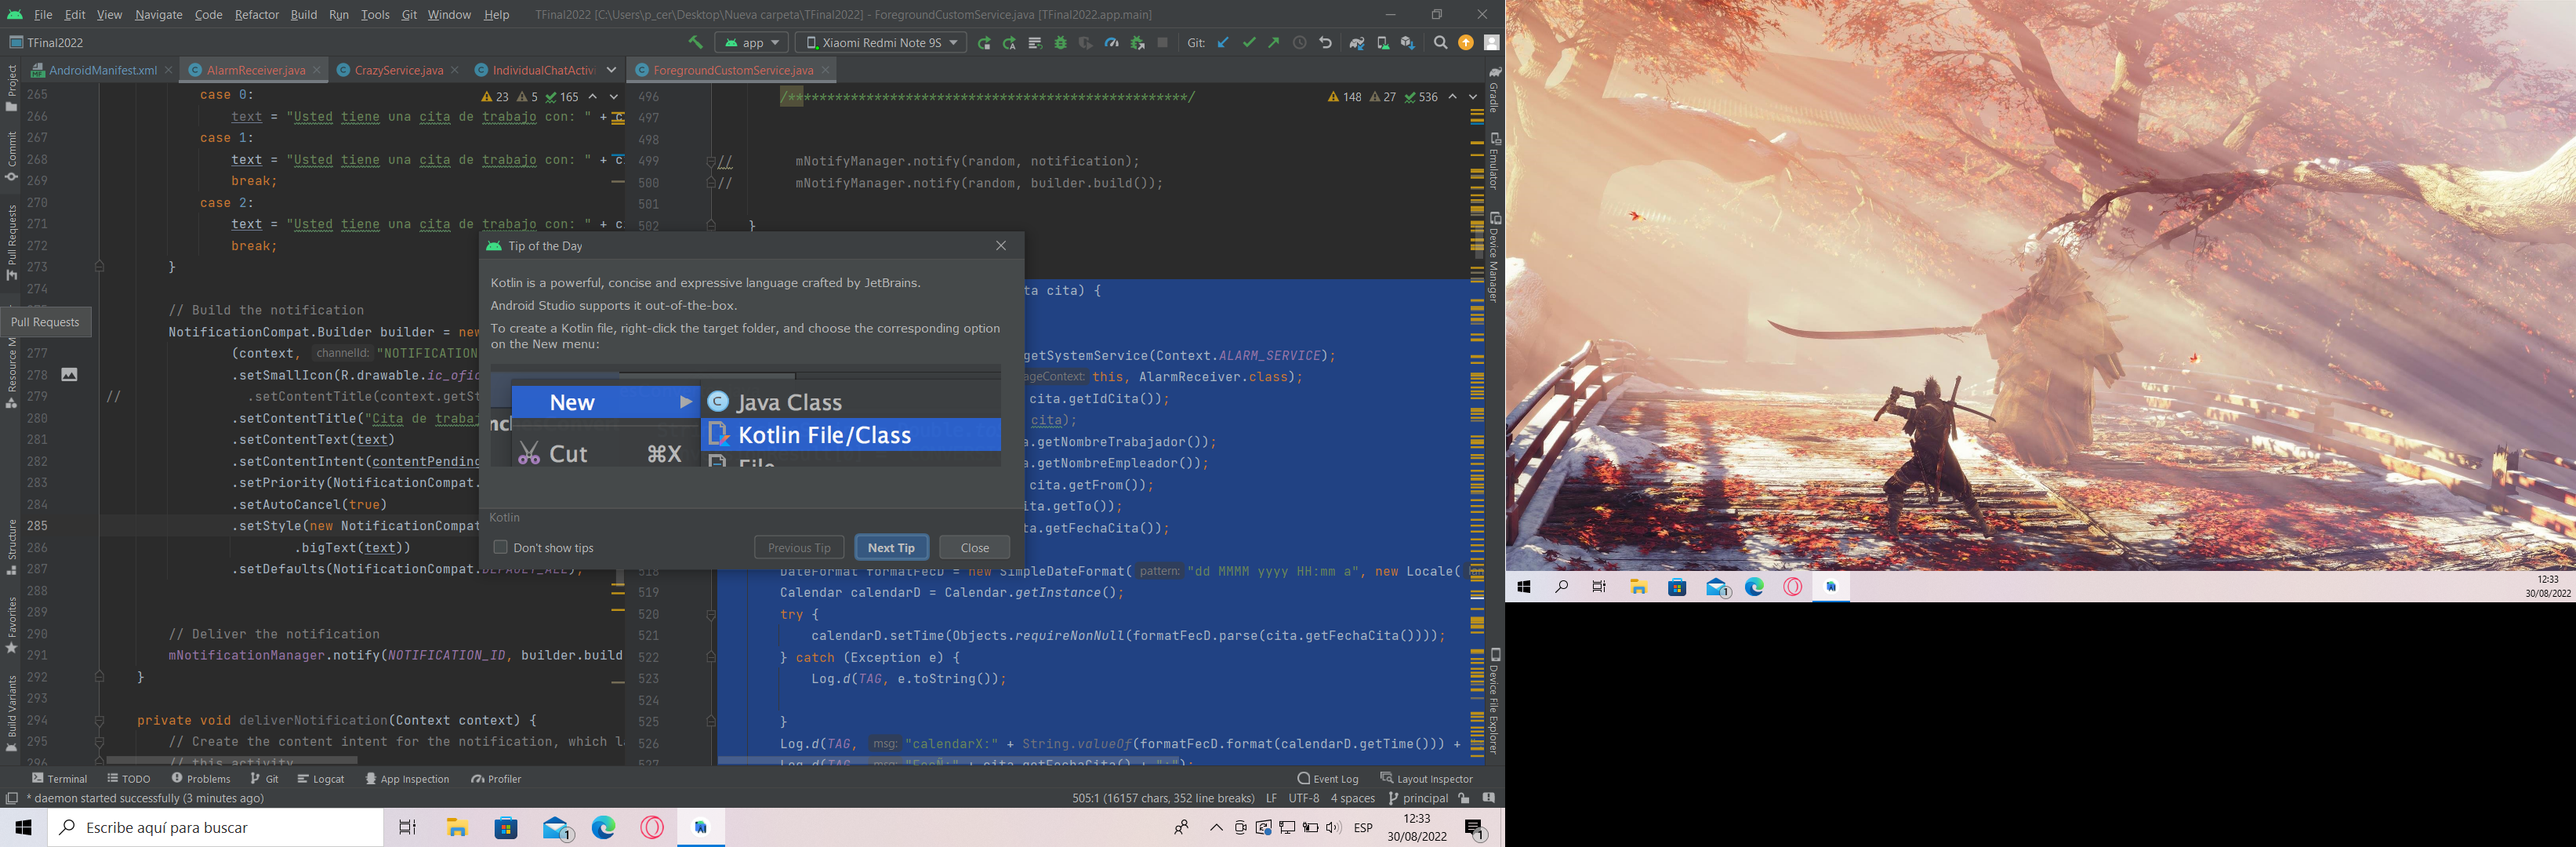 File Edit View Navigate Code Refactor Build Run Tools Git Window Help TFinal2022 [C:\Users\p_cer\Desktop\Nueva carpeta\TFinal2022] - ForegroundCustomService.java [TFinal2022.app.main]
TFinal2022 app Xiaomi Redmi Note 9S Git:
AndroidManifest.xml AlarmReceiver.java CrazyService.java IndividualChatActivi ForegroundCustomService.java
Project
Commit
Pull Requests
Resource M
Structure
Favorites
Build Variants
23 5 165
265 case 0:
266 text = "Usted tiene una cita de trabajo con: " + c
267 case 1:
268 text = "Usted tiene una cita de trabajo con: " + c
269 break;
270 case 2:
271 text = "Usted tiene una cita de trabajo con: " + c
272 break;
273 }
274
// Build the notification
NotificationCompat.Builder builder = new
277 (context, channelId: "NOTIFICATION
278 .setSmallIcon(R.drawable.ic_ofic
279 // .setContentTitle(context.getSt
280 .setContentTitle("Cita de trabaj
281 .setContentText(text)
282 .setContentIntent(contentPending
283 .setPriority(NotificationCompat.
284 .setAutoCancel(true)
285 .setStyle(new NotificationCompat
286 .bigText(text))
287 .setDefaults(NotificationCompat.DEFAULT_ALL);
288
289
290 // Deliver the notification
291 mNotificationManager.notify(NOTIFICATION_ID, builder.build
292 }
293
294 private void deliverNotification(Context context) {
295 // Create the content intent for the notification, which la
296 // this activity
Pull Requests
148 27 536
496 /***************************************************/
497
498
499 // mNotifyManager.notify(random, notification);
500 // mNotifyManager.notify(random, builder.build());
501
502 }
ta cita) {
getSystemService(Context.ALARM_SERVICE);
ageContext: this, AlarmReceiver.class);
cita.getIdCita());
cita);
a.getNombreTrabajador());
a.getNombreEmpleador());
cita.getFrom());
ita.getTo());
ta.getFechaCita());
518 DateFormat formatFecD = new SimpleDateFormat( pattern: "dd MMMM yyyy HH:mm a", new Locale(
519 Calendar calendarD = Calendar.getInstance();
520 try {
521 calendarD.setTime(Objects.requireNonNull(formatFecD.parse(cita.getFechaCita())));
522 } catch (Exception e) {
523 Log.d(TAG, e.toString());
524
525 }
526 Log.d(TAG, msg: "calendarX:" + String.valueOf(formatFecD.format(calendarD.getTime())) + "
527 Log.d(TAG, msg: "FecÑ:" + cita.getFechaCita() + ":");
Tip of the Day
Kotlin is a powerful, concise and expressive language crafted by JetBrains.
Android Studio supports it out-of-the-box.
To create a Kotlin file, right-click the target folder, and choose the corresponding option
on the New menu:
New
Java Class
Kotlin File/Class
Cut ⌘X
File
Kotlin
Don't show tips Previous Tip Next Tip Close
Gradle
Emulator
Device Manager
Device File Explorer
Terminal TODO Problems Git Logcat App Inspection Profiler Event Log Layout Inspector
* daemon started successfully (3 minutes ago) 505:1 (16157 chars, 352 line breaks) LF UTF-8 4 spaces principal
Escribe aquí para buscar 1 ESP 12:33
30/08/2022 1
1 12:33
30/08/2022